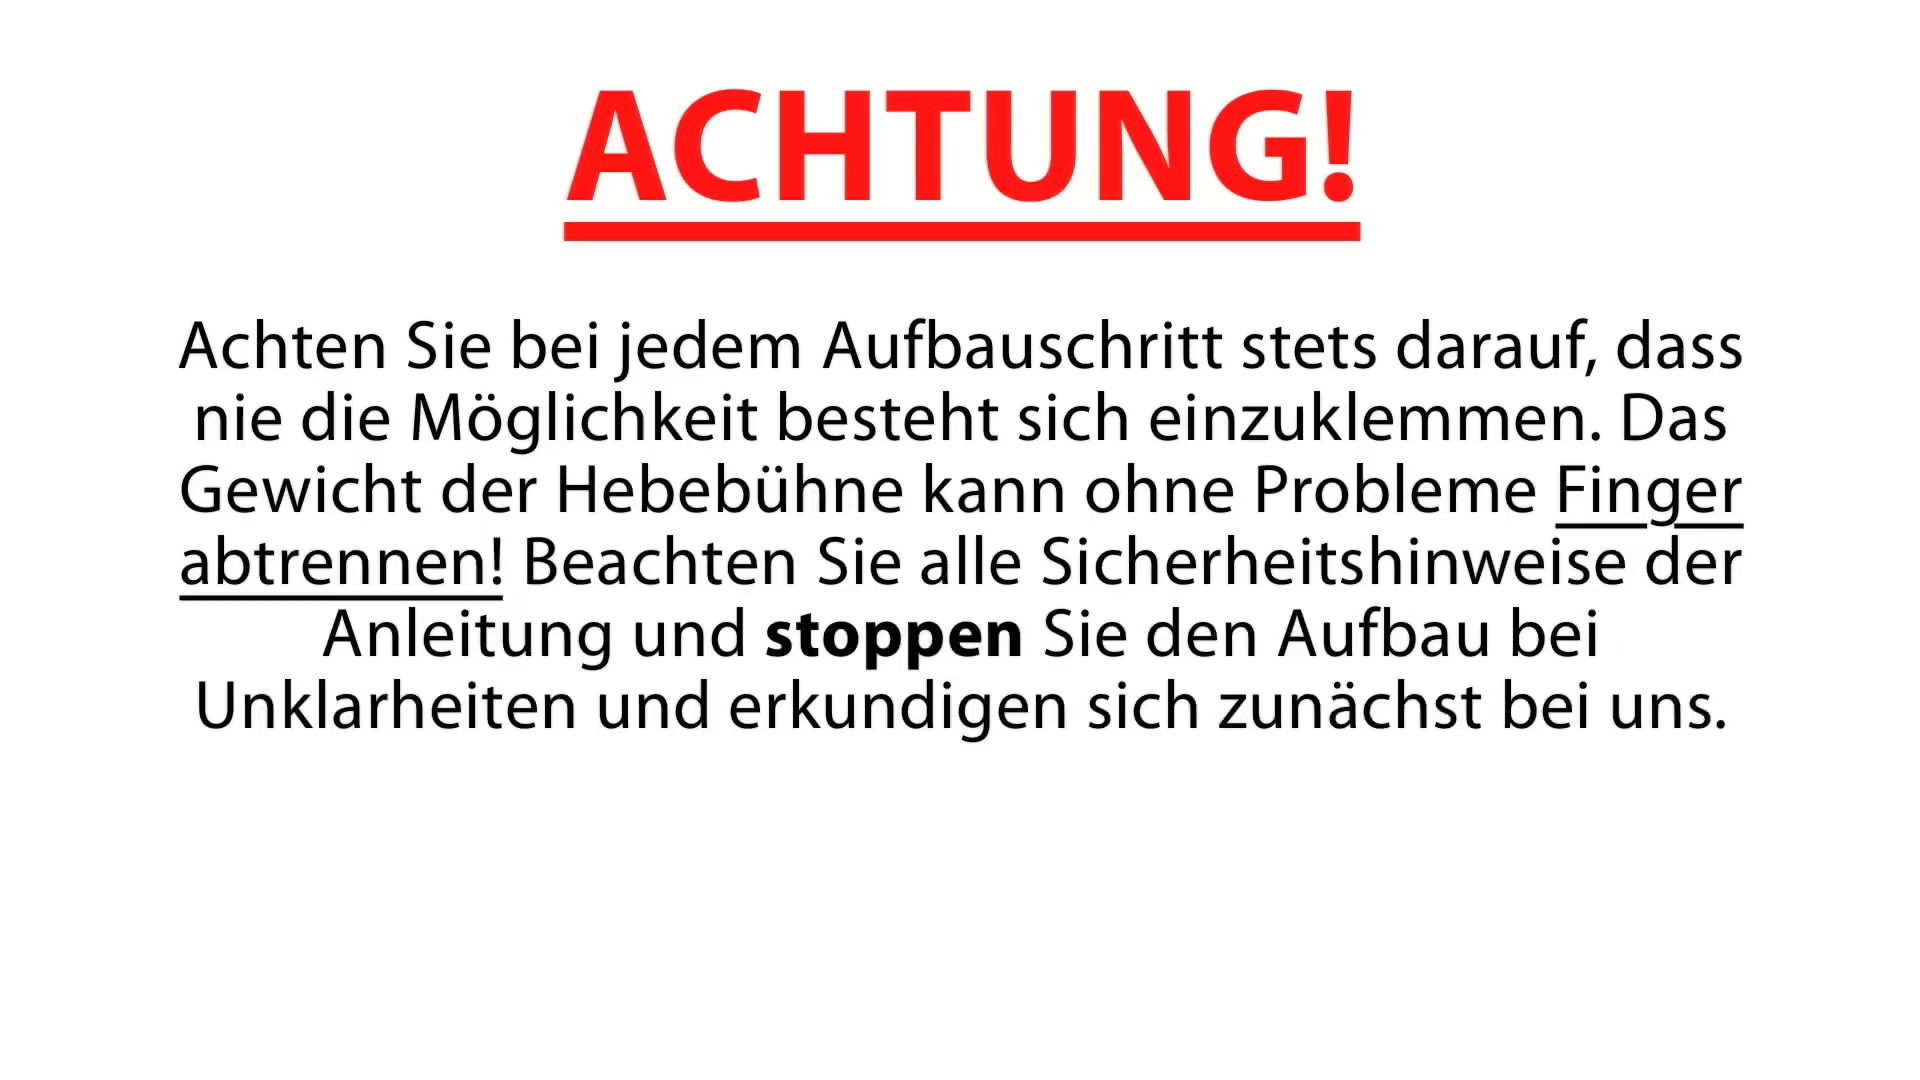 ACHTUNG!
Achten Sie bei jedem Aufbauschritt stets darauf, dass
nie die Möglichkeit besteht sich einzuklemmen. Das
Gewicht der Hebebühne kann ohne Probleme Finger
abtrennen! Beachten Sie alle Sicherheitshinweise der
Anleitung und stoppen Sie den Aufbau bei
Unklarheiten und erkundigen sich zunächst bei uns.